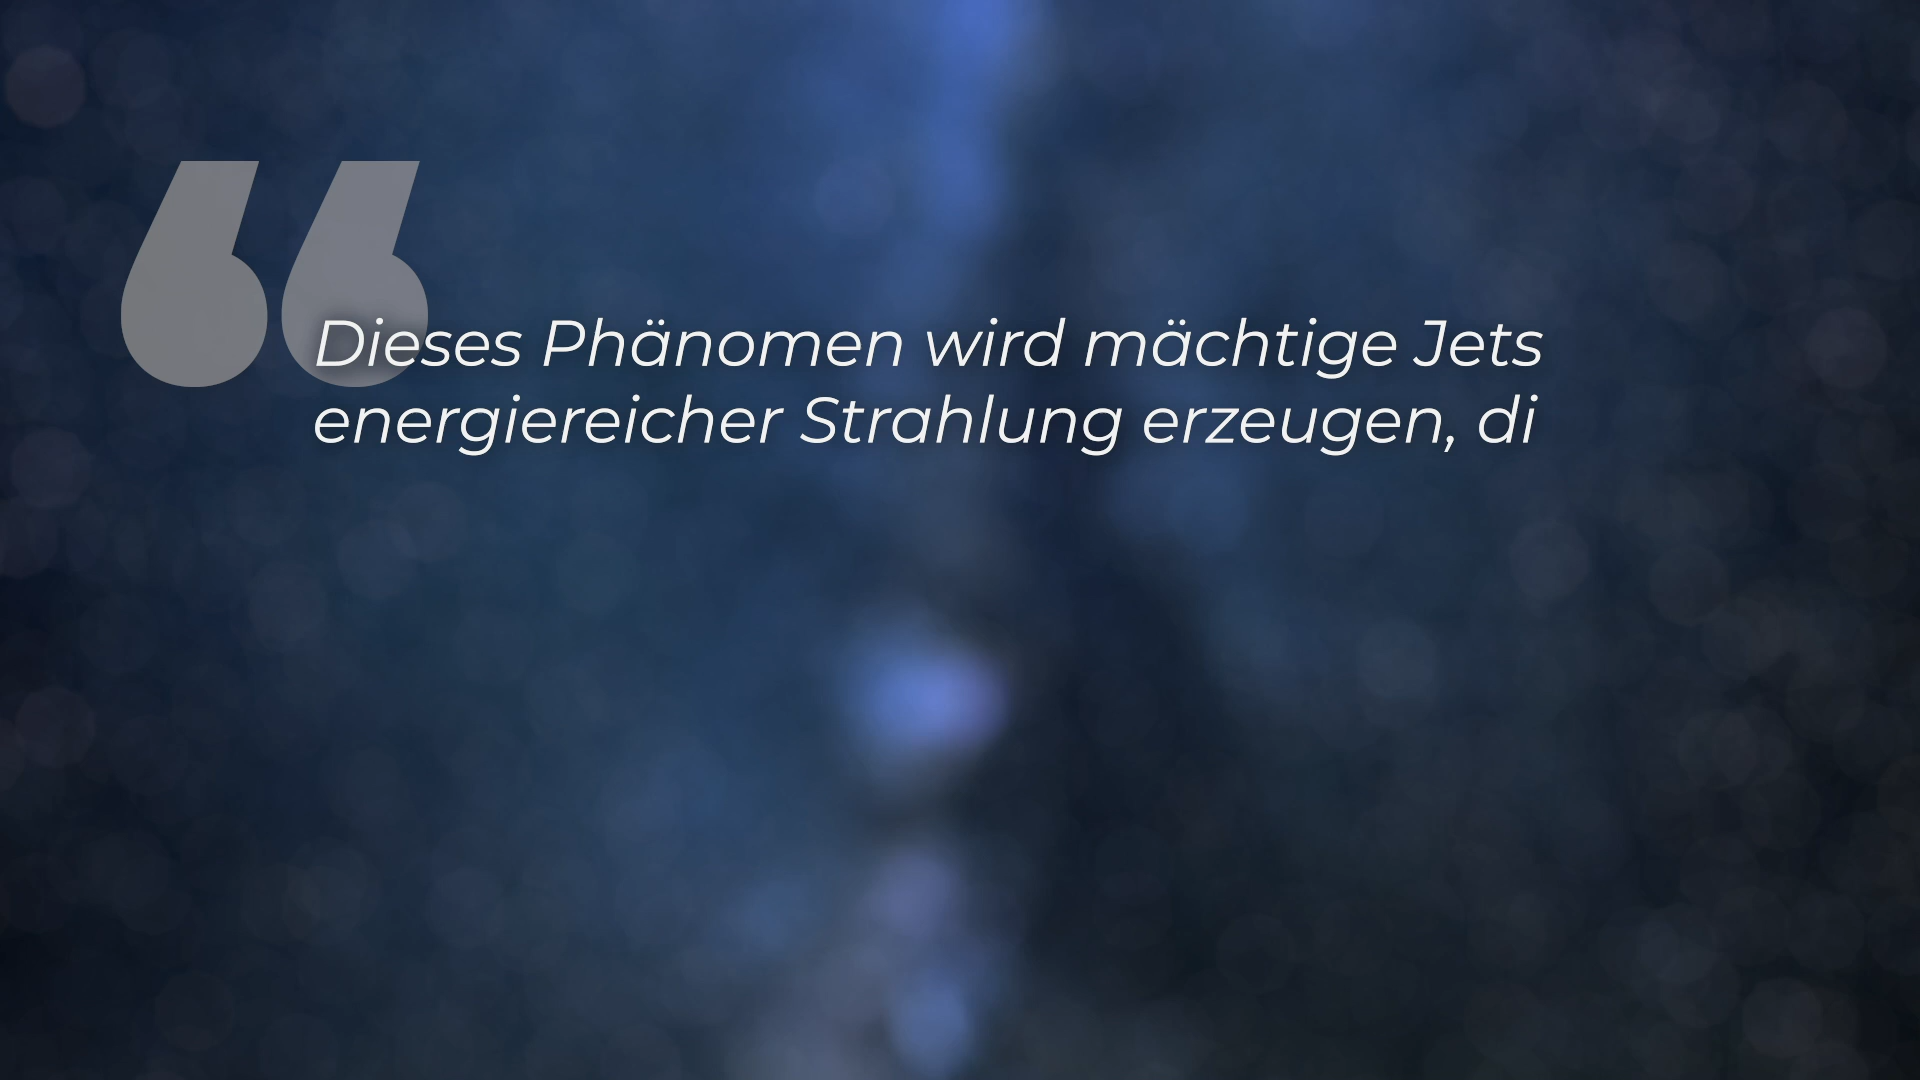 “
Dieses Phänomen wird mächtige Jets
energiereicher Strahlung erzeugen, di